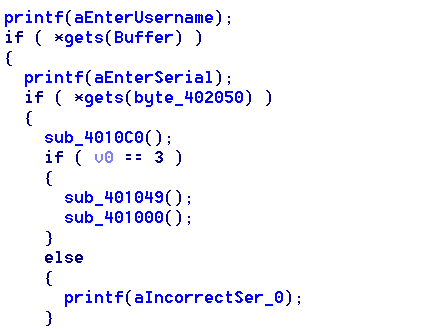 printf(aEnterUsername);
if ( *gets(Buffer) )
{
printf(aEnterSerial);
if ( *gets(byte_402050) )
{
sub_4010C0();
if ( v0 == 3 )
{
sub_401049();
sub_401000();
}
else
{
printf(aIncorrectSer_0);
}